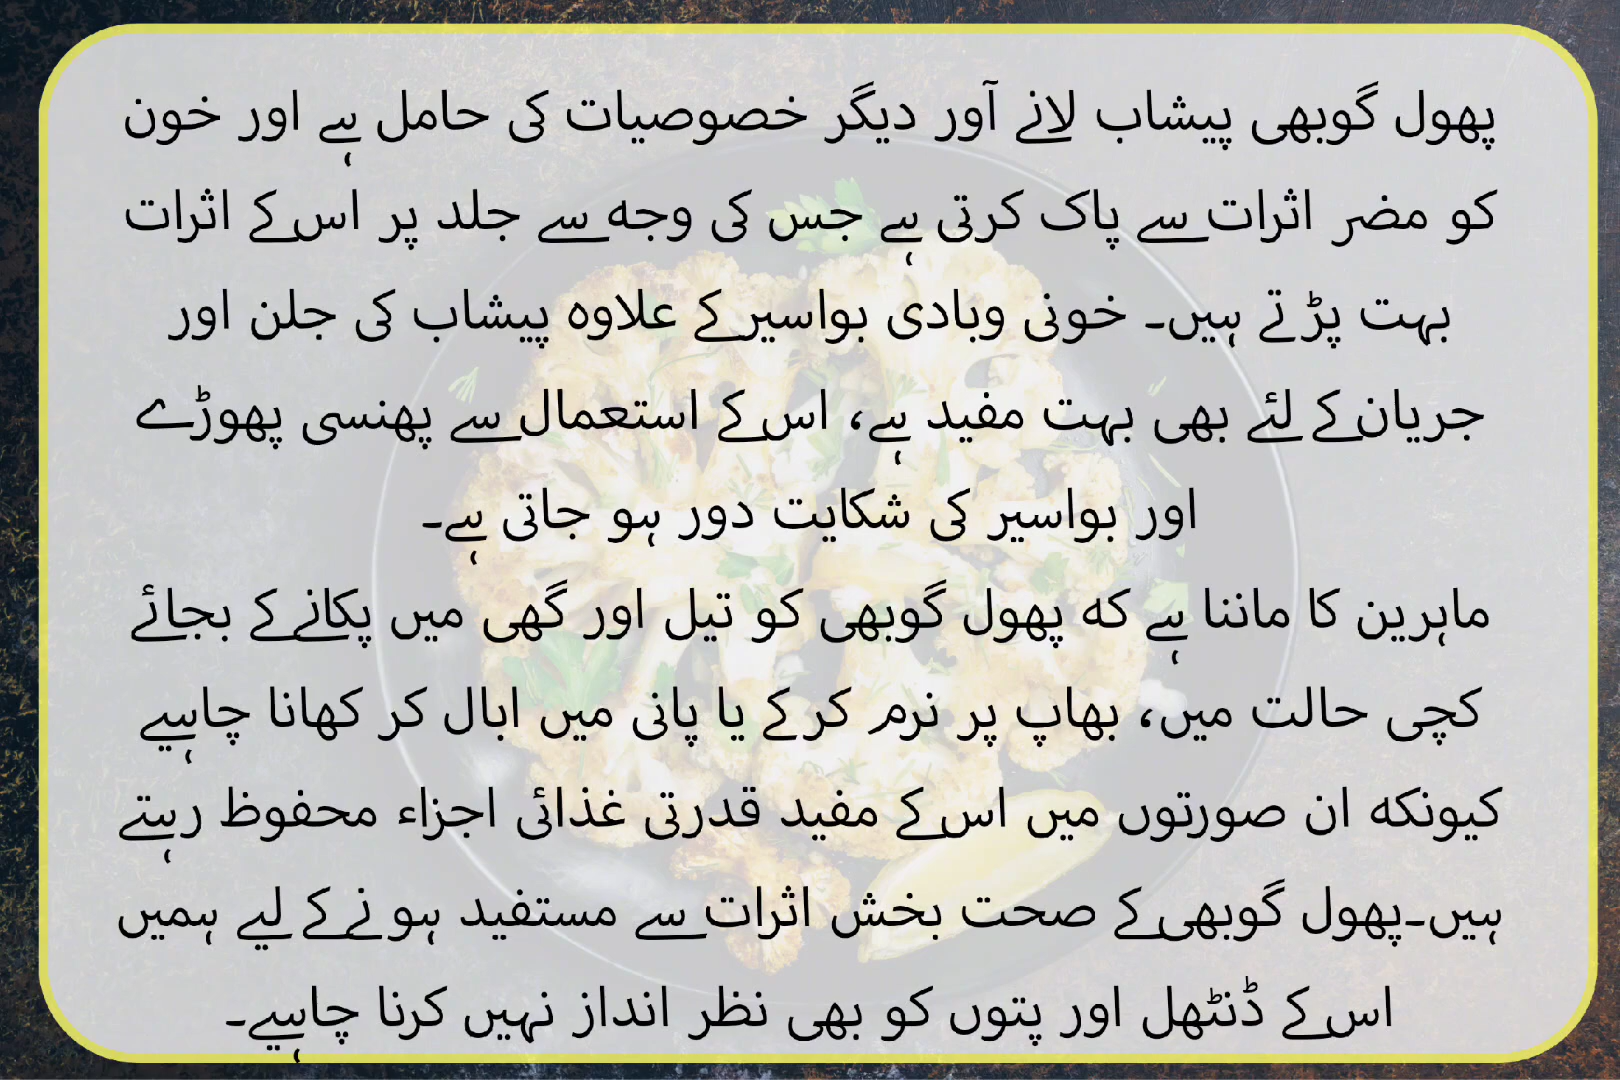 پھول گوبھی پیشاب لانے آور دیگر خصوصیات کی حامل ہے اور خون
کو مضر اثرات سے پاک کرتی ہے جس کی وجہ سے جلد پر اس کے اثرات
بہت پڑتے ہیں۔ خونی وبادی بواسیر کے علاوہ پیشاب کی جلن اور
جریان کے لئے بھی بہت مفید ہے، اس کے استعمال سے پھنسی پھوڑے
اور بواسیر کی شکایت دور ہو جاتی ہے۔
ماہرین کا ماننا ہے کہ پھول گوبھی کو تیل اور گھی میں پکانے کے بجائے
کچی حالت میں، بھاپ پر نرم کر کے یا پانی میں ابال کر کھانا چاہیے
کیونکہ ان صورتوں میں اس کے مفید قدرتی غذائی اجزاء محفوظ رہتے
ہیں۔پھول گوبھی کے صحت بخش اثرات سے مستفید ہونے کے لیے ہمیں
اس کے ڈنٹھل اور پتوں کو بھی نظر انداز نہیں کرنا چاہیے۔